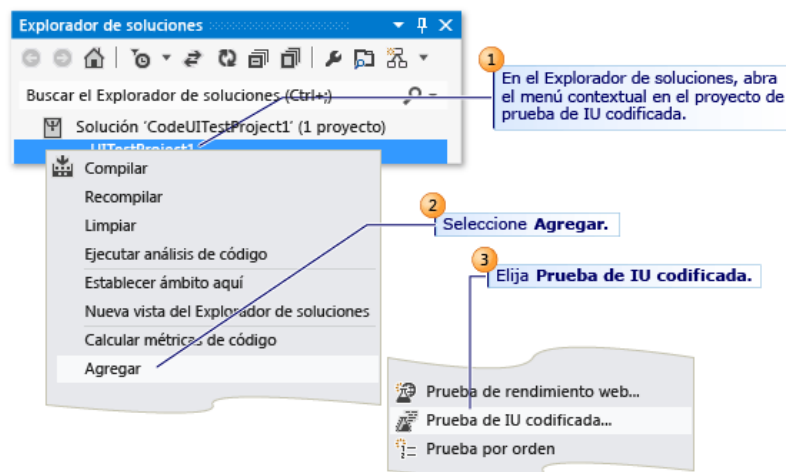 Explorador de soluciones
Buscar el Explorador de soluciones (Ctrl+;)
Solución 'CodeUITestProject1' (1 proyecto)
UITestProject1
Compilar
Recompilar
Limpiar
Ejecutar análisis de código
Establecer ámbito aquí
Nueva vista del Explorador de soluciones
Calcular métricas de código
Agregar
1
En el Explorador de soluciones, abra
el menú contextual en el proyecto de
prueba de IU codificada.
2
Seleccione Agregar.
3
Elija Prueba de IU codificada.
Prueba de rendimiento web...
Prueba de IU codificada...
Prueba por orden